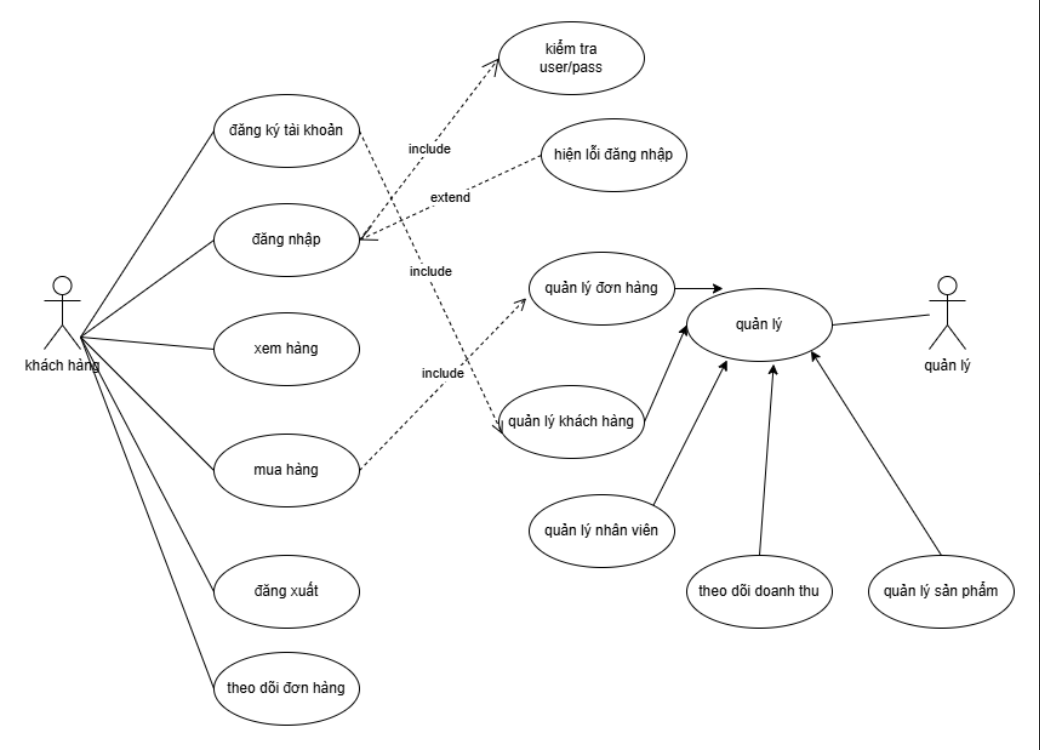 kiểm tra
user/pass
đăng ký tài khoản
include
hiện lỗi đăng nhập
extend
đăng nhập
include
quản lý đơn hàng
quản lý
khách hàng
quản lý
xem hàng
include
quản lý khách hàng
mua hàng
quản lý nhân viên
đăng xuất
theo dõi doanh thu
quản lý sản phẩm
theo dõi đơn hàng